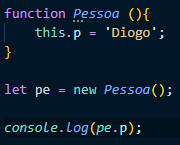 function Pessoa (){
    this.p = 'Diogo';
}
let pe = new Pessoa();
console.log(pe.p);